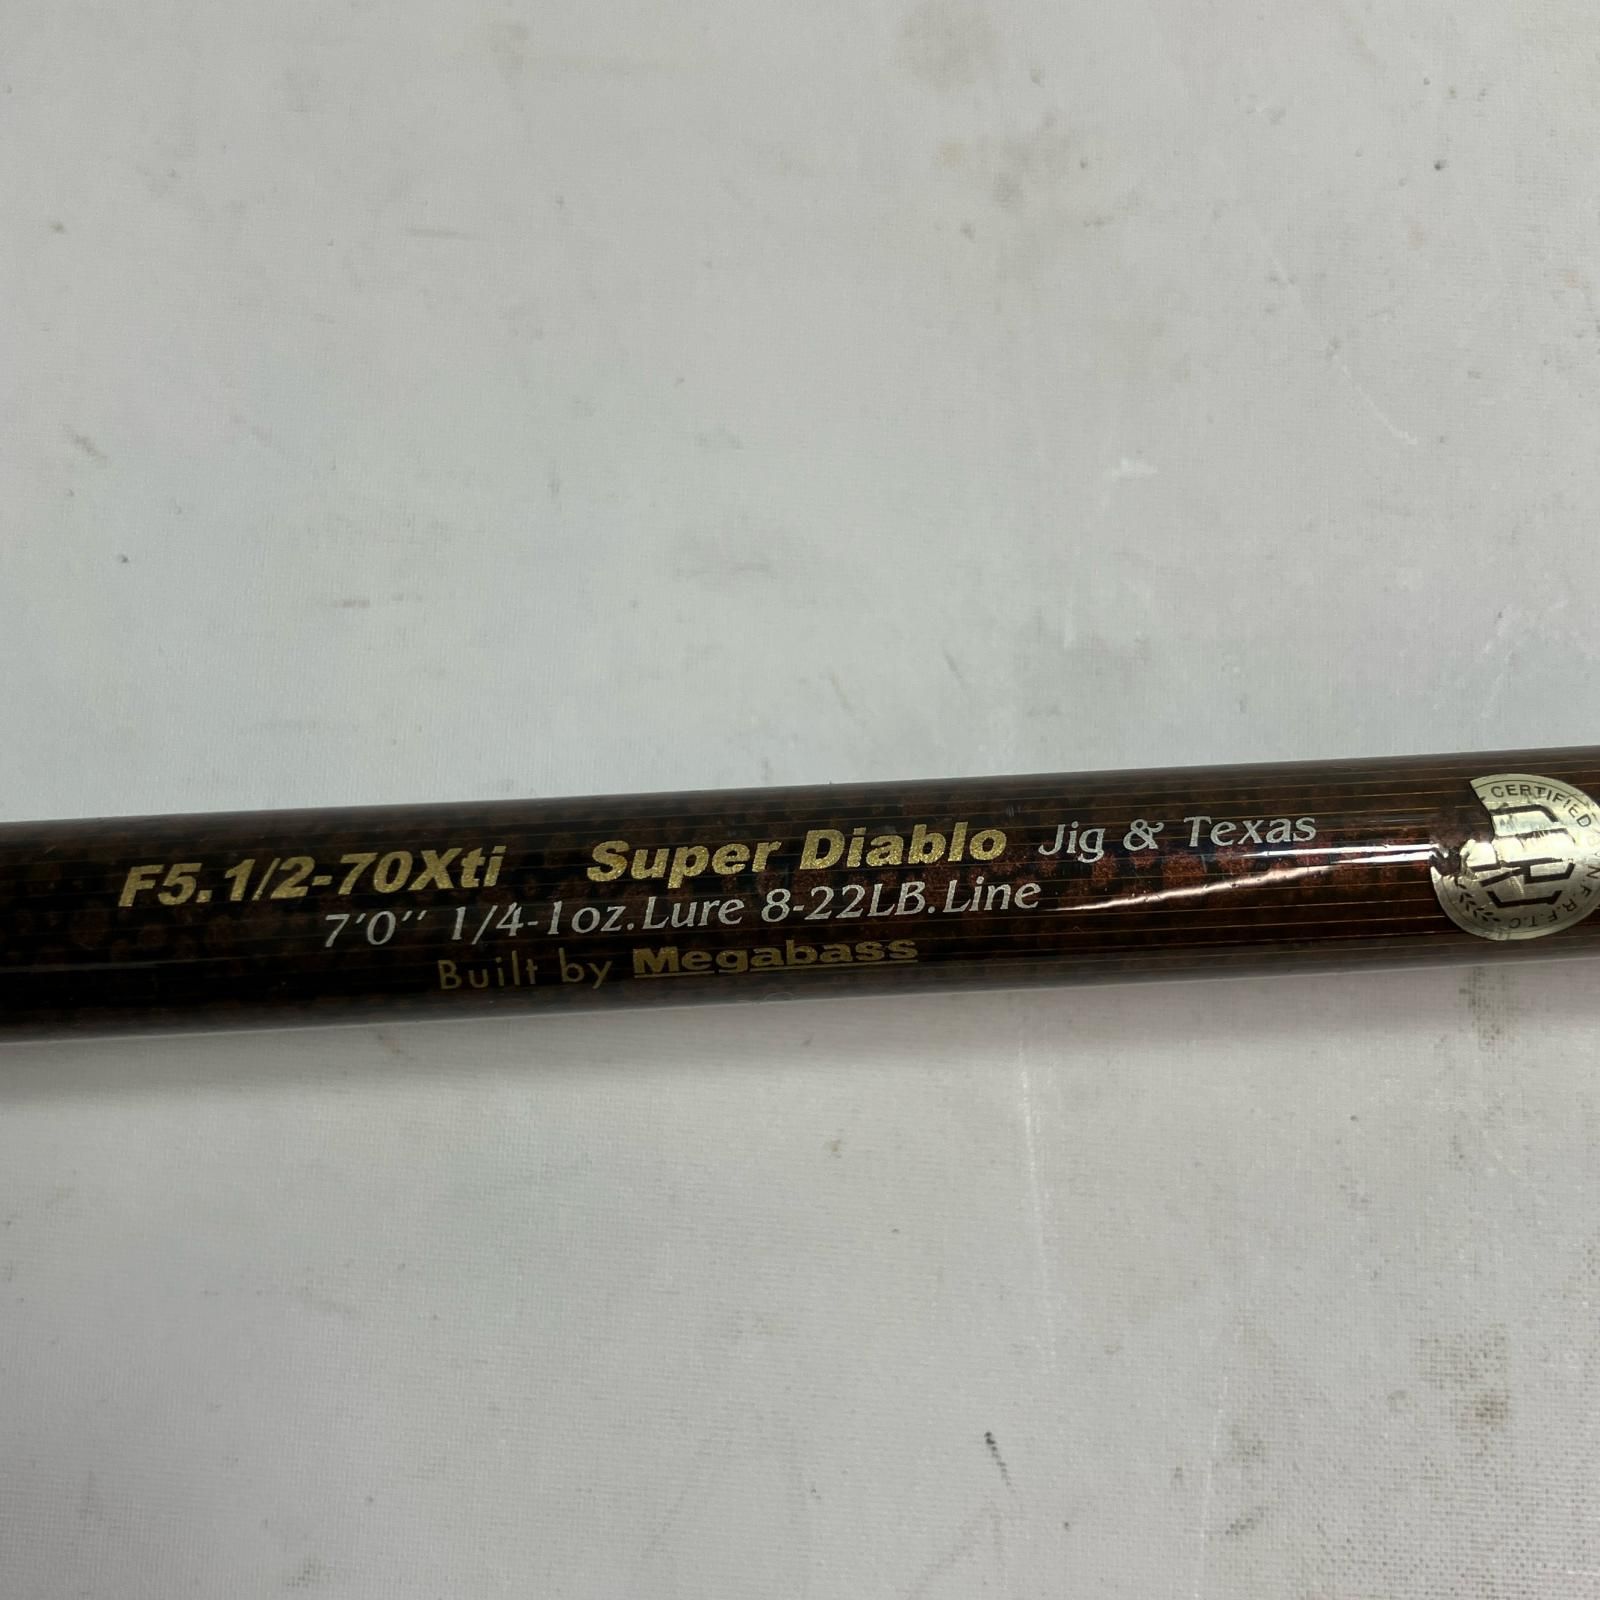 F5.1/2-70Xti Super Diablo Jig & Texas
7'0'' 1/4-1oz.Lure 8-22LB.Line
Built by Megabass
CERTIFIED BY N.F.R.F.T.C